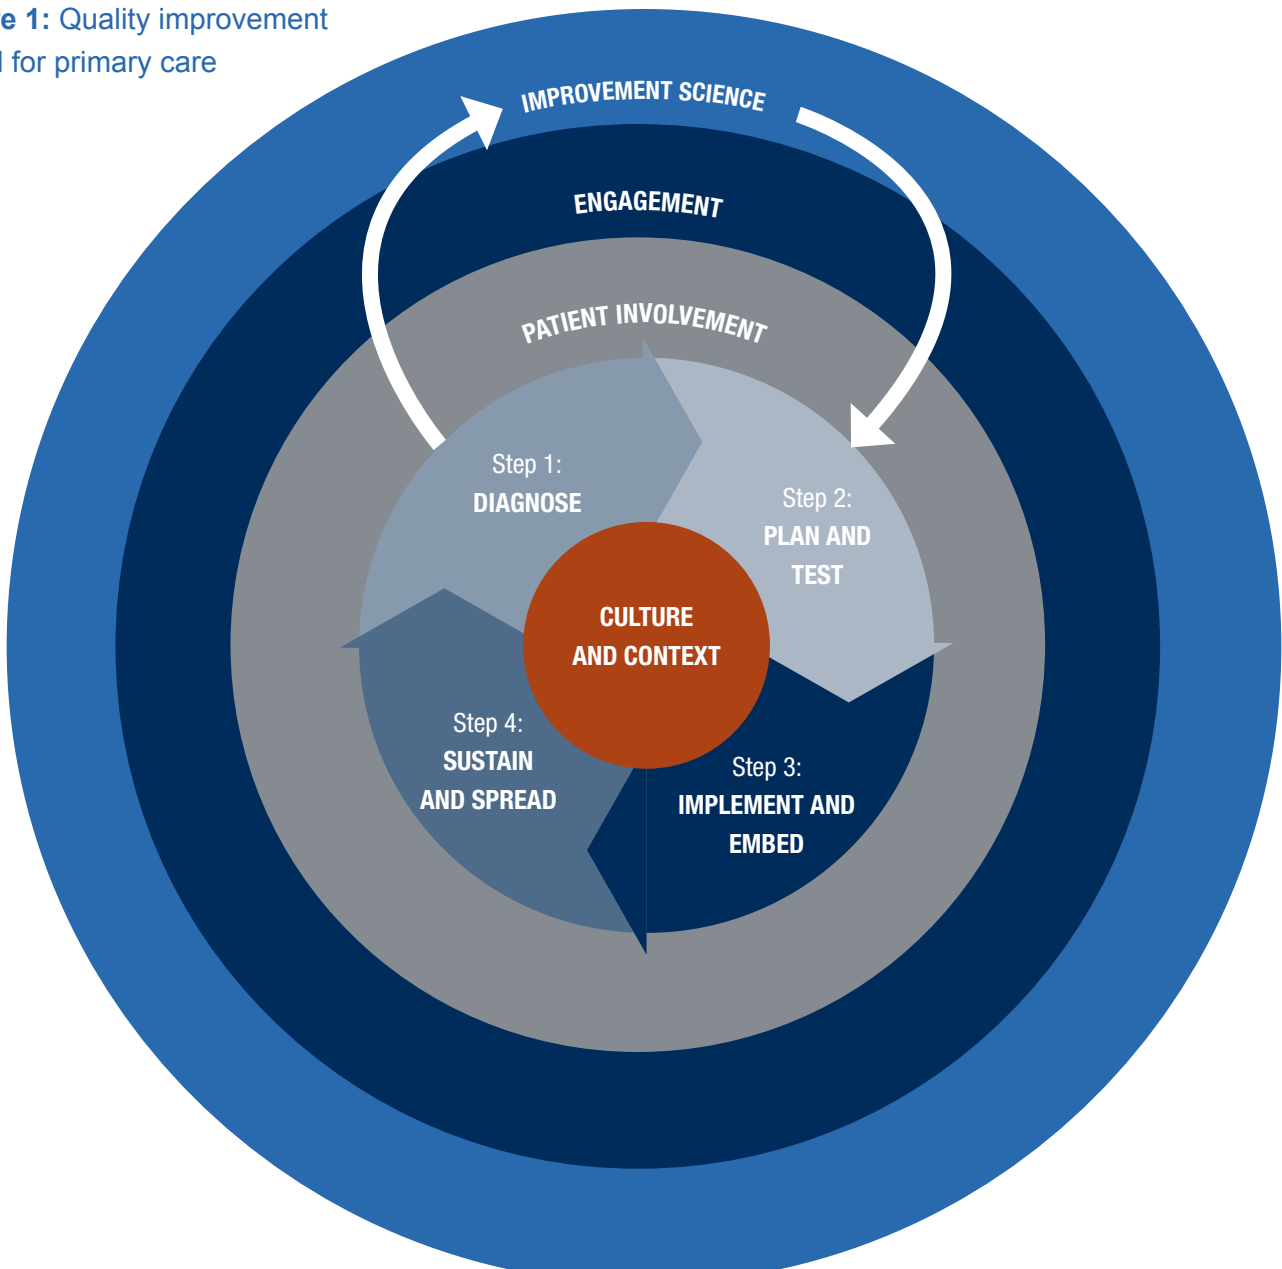 e 1: Quality improvement
l for primary care
IMPROVEMENT SCIENCE
ENGAGEMENT
PATIENT INVOLVEMENT
Step 1:
DIAGNOSE
Step 2:
PLAN AND
TEST
CULTURE
AND CONTEXT
Step 4:
SUSTAIN
AND SPREAD
Step 3:
IMPLEMENT AND
EMBED